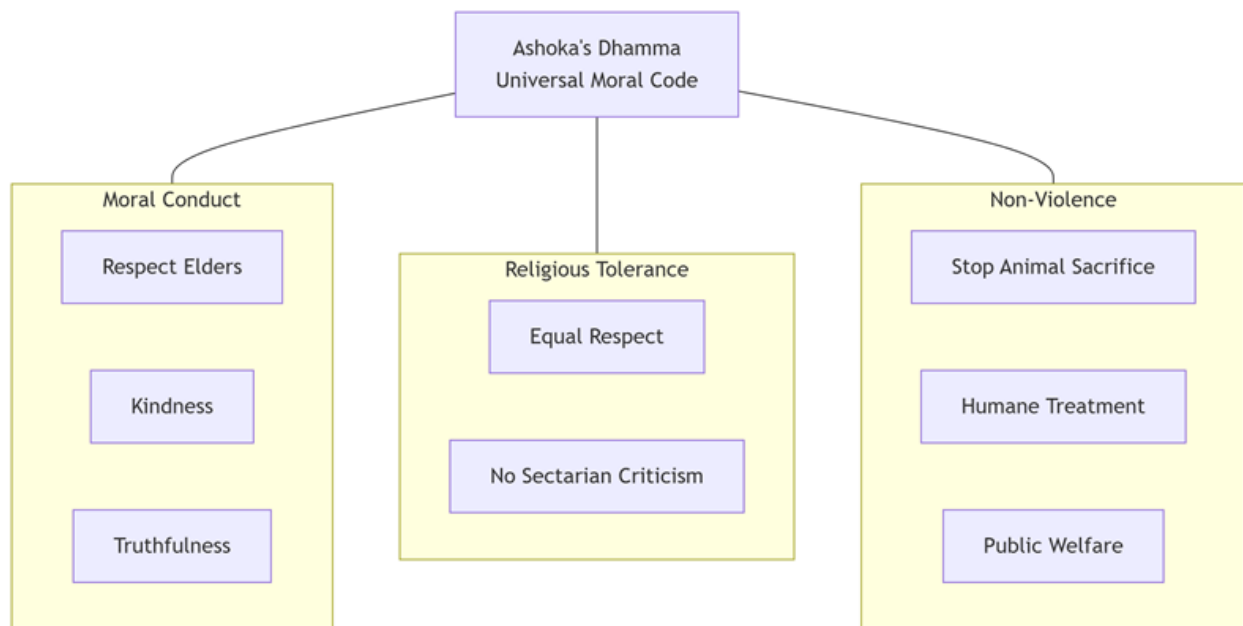 Ashoka's Dhamma
Universal Moral Code
Moral Conduct
Respect Elders
Kindness
Truthfulness
Religious Tolerance
Equal Respect
No Sectarian Criticism
Non-Violence
Stop Animal Sacrifice
Humane Treatment
Public Welfare